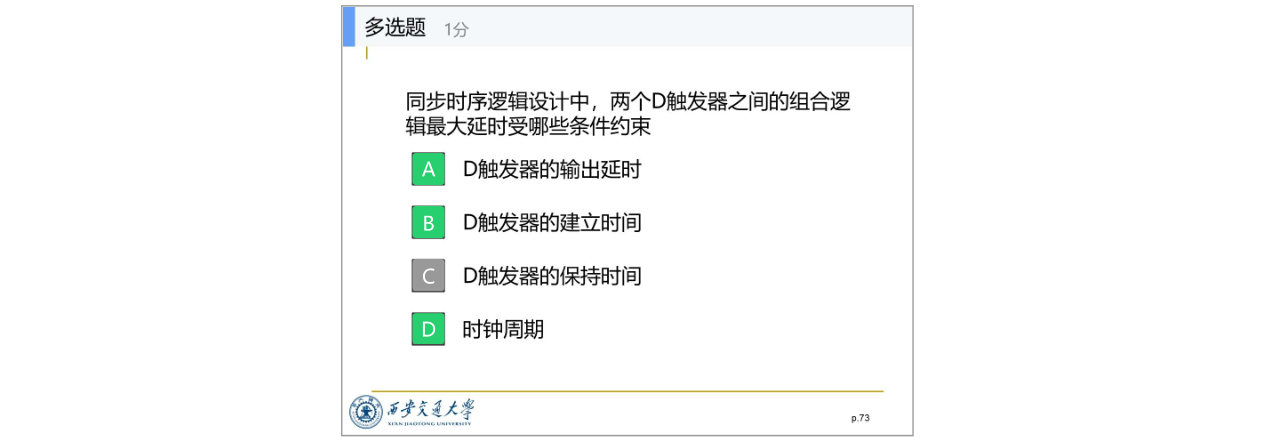 多选题 1分
同步时序逻辑设计中，两个D触发器之间的组合逻
辑最大延时受哪些条件约束
A D触发器的输出延时
B D触发器的建立时间
C D触发器的保持时间
D 时钟周期
西安交通大学
XI'AN JIAOTONG UNIVERSITY
p.73